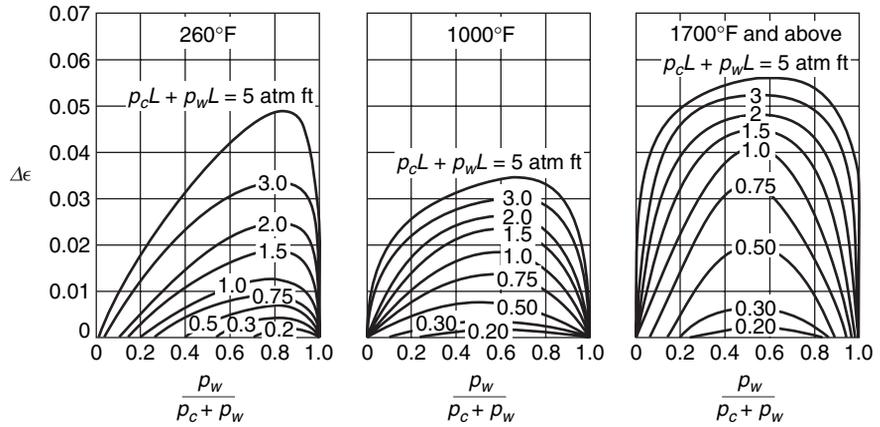 0.07
0.06
0.05
0.04
0.03
0.02
0.01
0
Δϵ
260°F
p_cL + p_wL = 5 atm ft
3.0
2.0
1.5
1.0
0.75
0.5
0.3
0.2
0 0.2 0.4 0.6 0.8 1.0
p_w
p_c + p_w
1000°F
p_cL + p_wL = 5 atm ft
3.0
2.0
1.5
1.0
0.75
0.50
0.30
0.20
0 0.2 0.4 0.6 0.8 1.0
p_w
p_c + p_w
1700°F and above
p_cL + p_wL = 5 atm ft
3
2
1.5
1.0
0.75
0.50
0.30
0.20
0 0.2 0.4 0.6 0.8 1.0
p_w
p_c + p_w